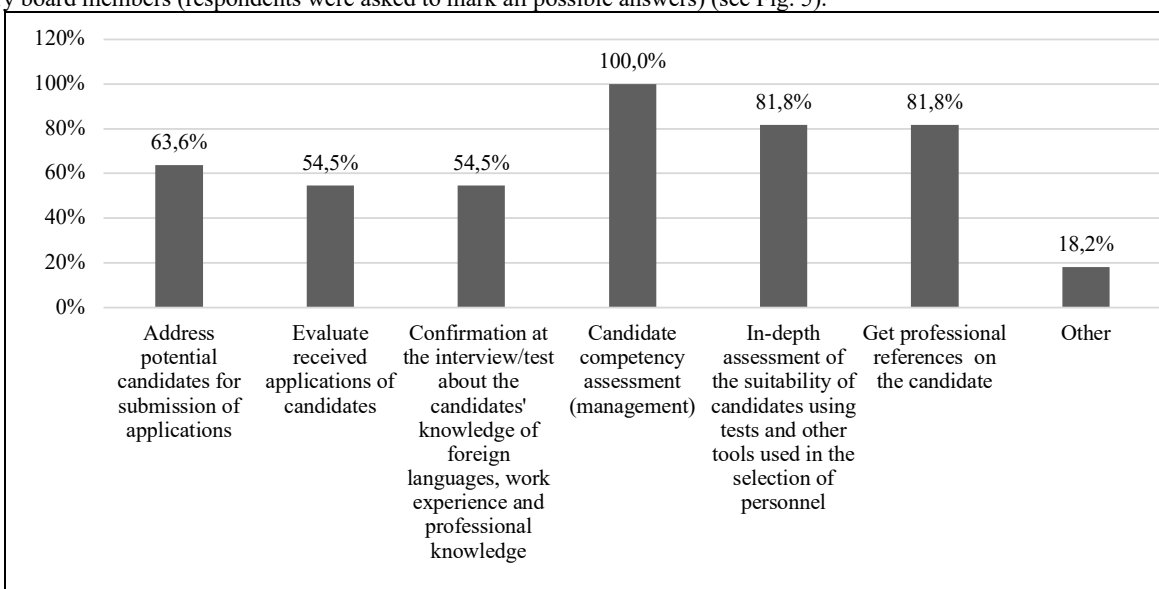 y board members (respondents were asked to mark all possible answers) (see Fig. 5).
120%
100%
80%
60%
40%
20%
0%
63,6%
54,5%
54,5%
100,0%
81,8%
81,8%
18,2%
Address
potential
candidates for
submission of
applications
Evaluate
received
applications of
candidates
Confirmation at
the interview/test
about the
candidates'
knowledge of
foreign
languages, work
experience and
professional
knowledge
Candidate
competency
assessment
(management)
In-depth
assessment of
the suitability of
candidates using
tests and other
tools used in the
selection of
personnel
Get professional
references on
the candidate
Other